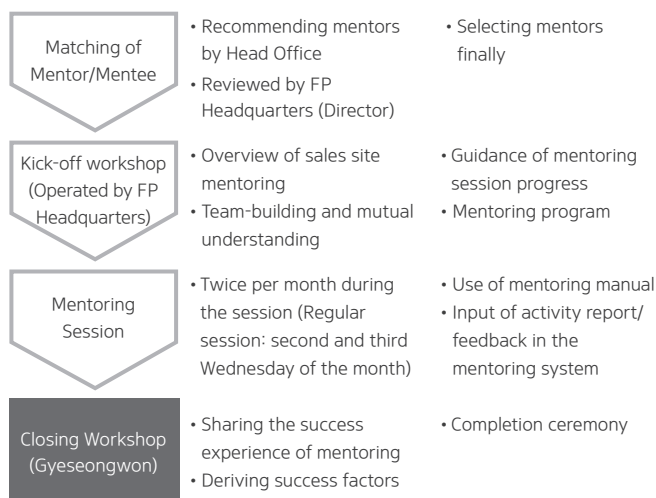 Matching of
Mentor/Mentee
• Recommending mentors
by Head Office
• Reviewed by FP
Headquarters (Director)
• Selecting mentors
finally
Kick-off workshop
(Operated by FP
Headquarters)
• Overview of sales site
mentoring
• Team-building and mutual
understanding
• Guidance of mentoring
session progress
• Mentoring program
Mentoring
Session
• Twice per month during
the session (Regular
session: second and third
Wednesday of the month)
• Use of mentoring manual
• Input of activity report/
feedback in the
mentoring system
Closing Workshop
(Gyeseongwon)
• Sharing the success
experience of mentoring
• Deriving success factors
• Completion ceremony